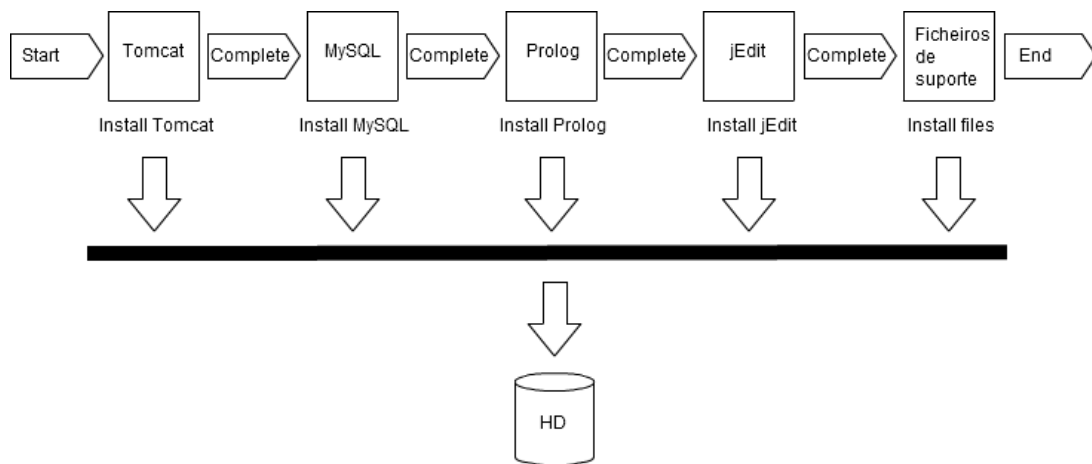 Start
Tomcat
Complete
MySQL
Complete
Prolog
Complete
jEdit
Complete
Ficheiros
de
suporte
End
Install Tomcat
Install MySQL
Install Prolog
Install jEdit
Install files
HD